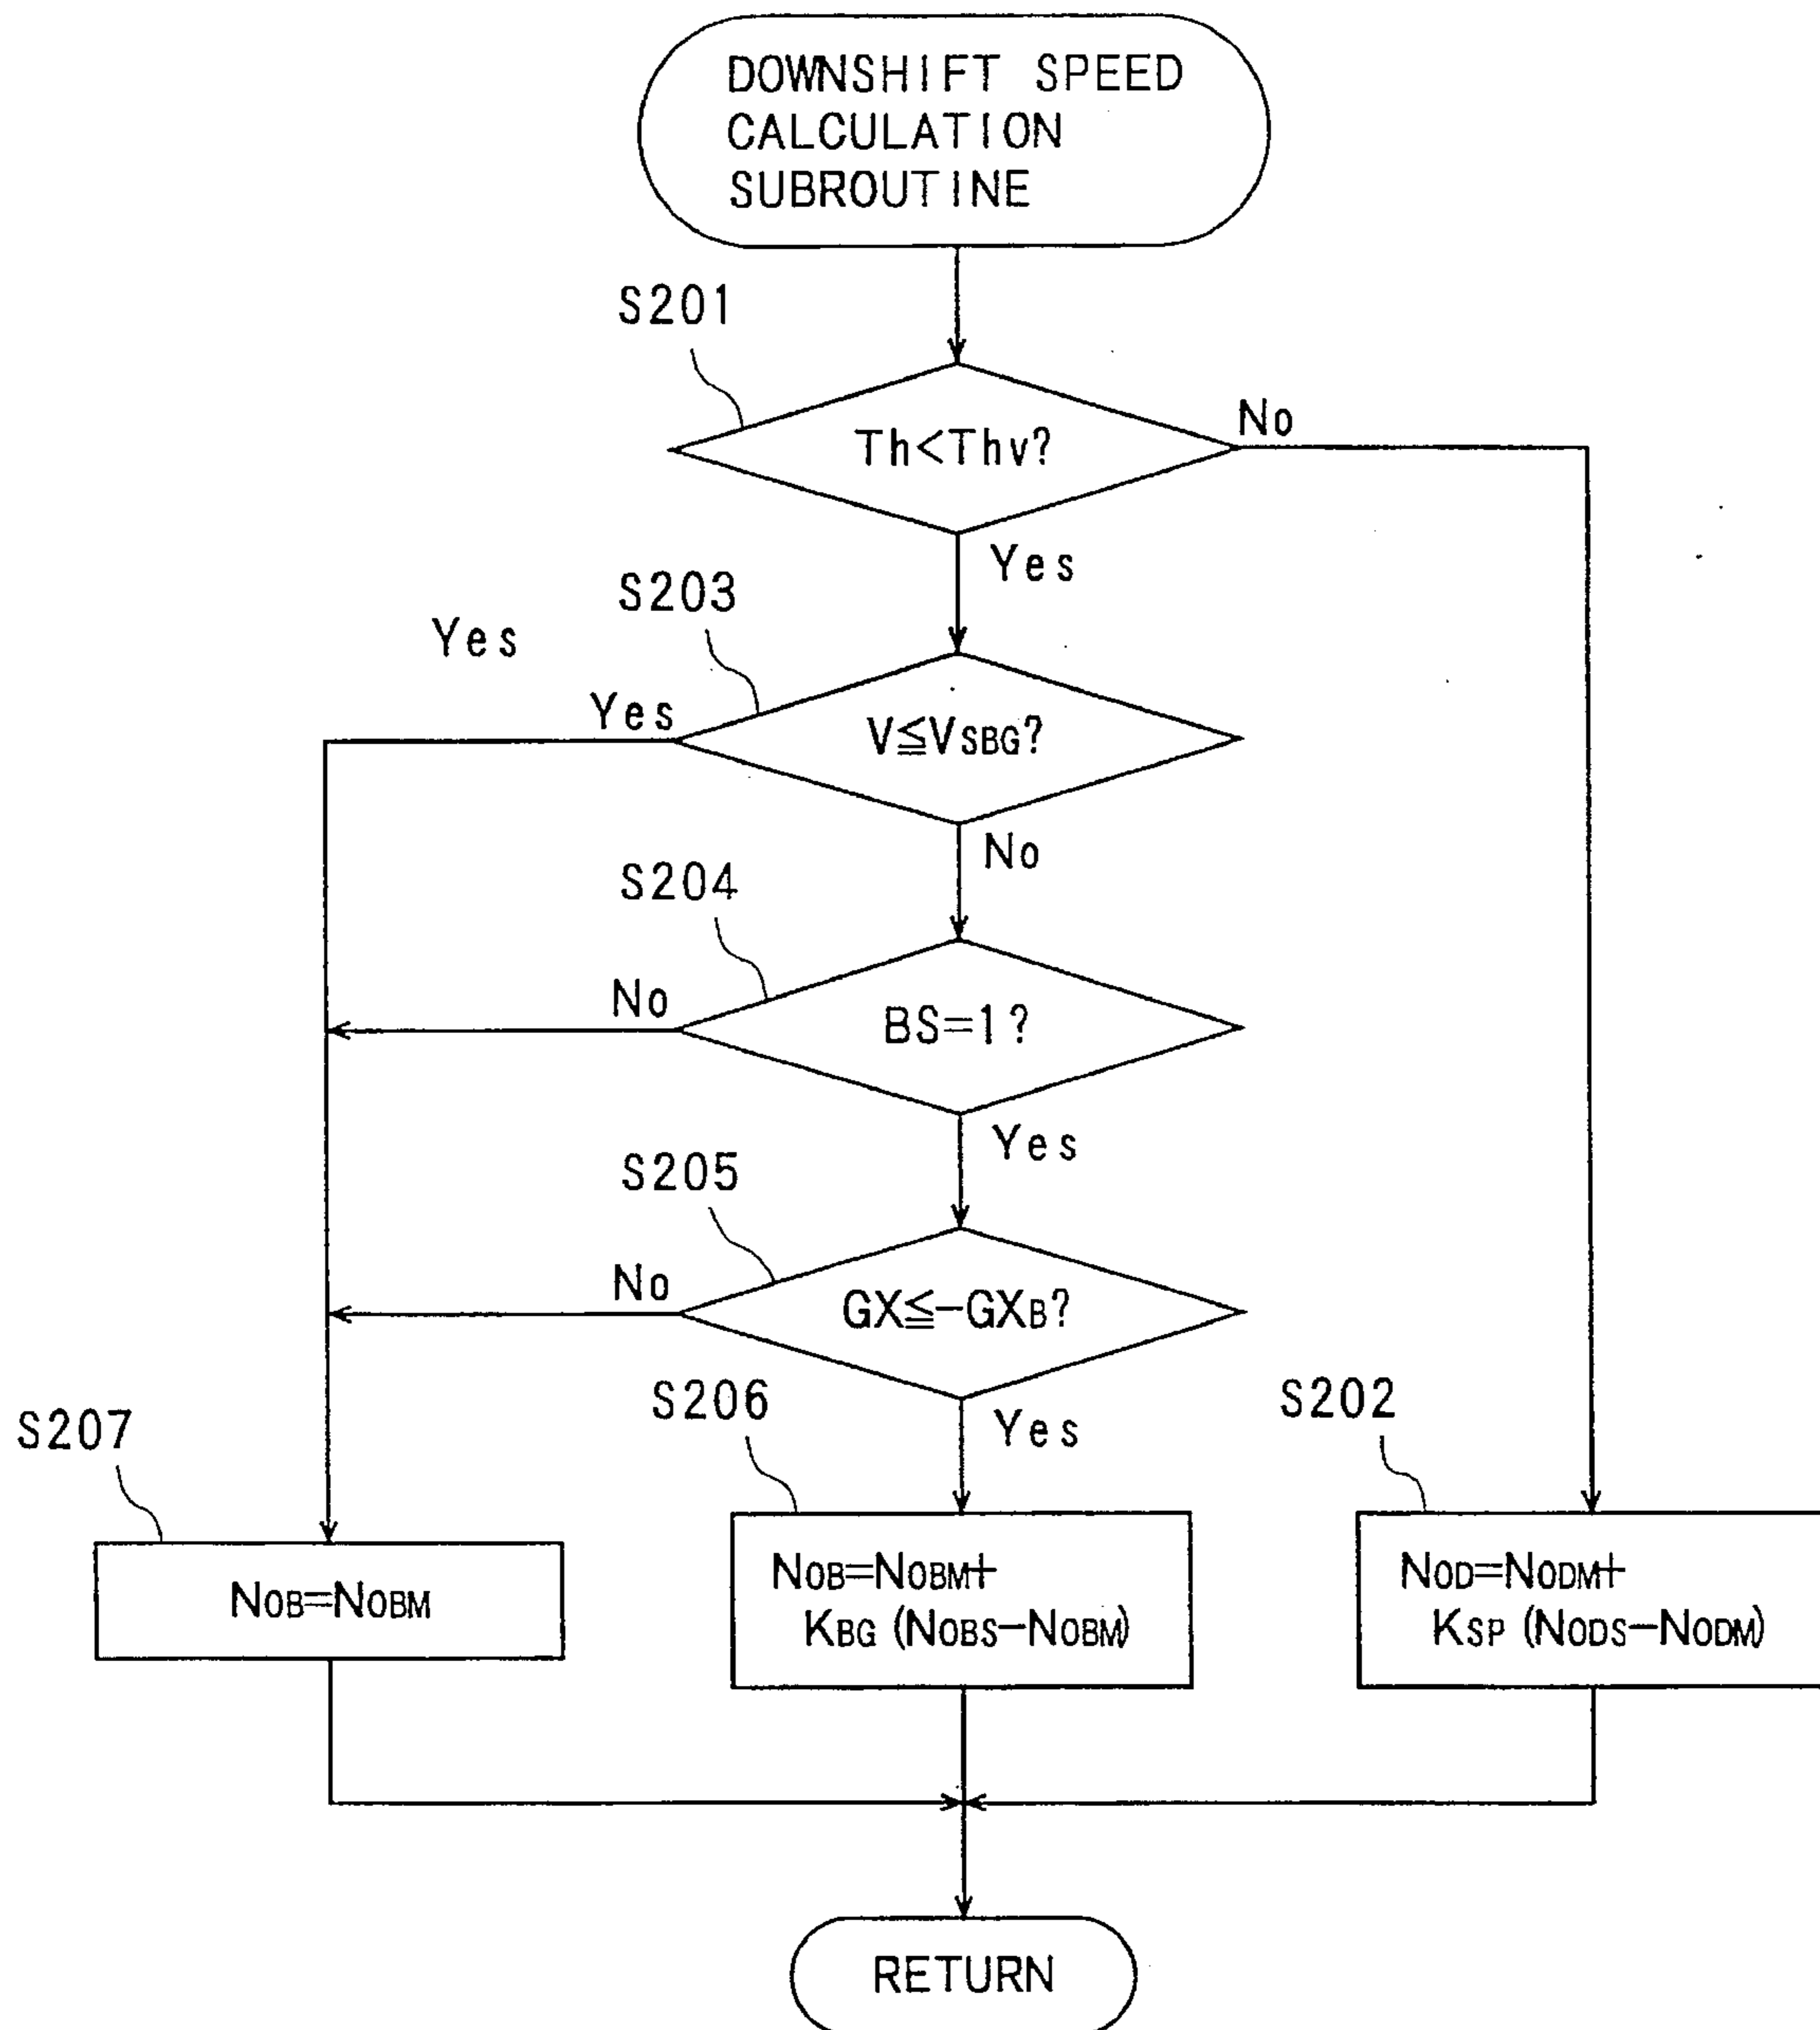 DOWNSHIFT SPEED
CALCULATION
SUBROUTINE
S201
Th<Thv?
No
Yes
S203
Yes
Yes
V≦VSBG?
No
S204
No
BS=1?
Yes
S205
No
GX≦-GXB?
Yes
S207
S206
S202
NOB=NOBM
NOB=NOBM+
KBG (NOBS-NOBM)
NOD=NODM+
KSP (NODS-NODM)
RETURN